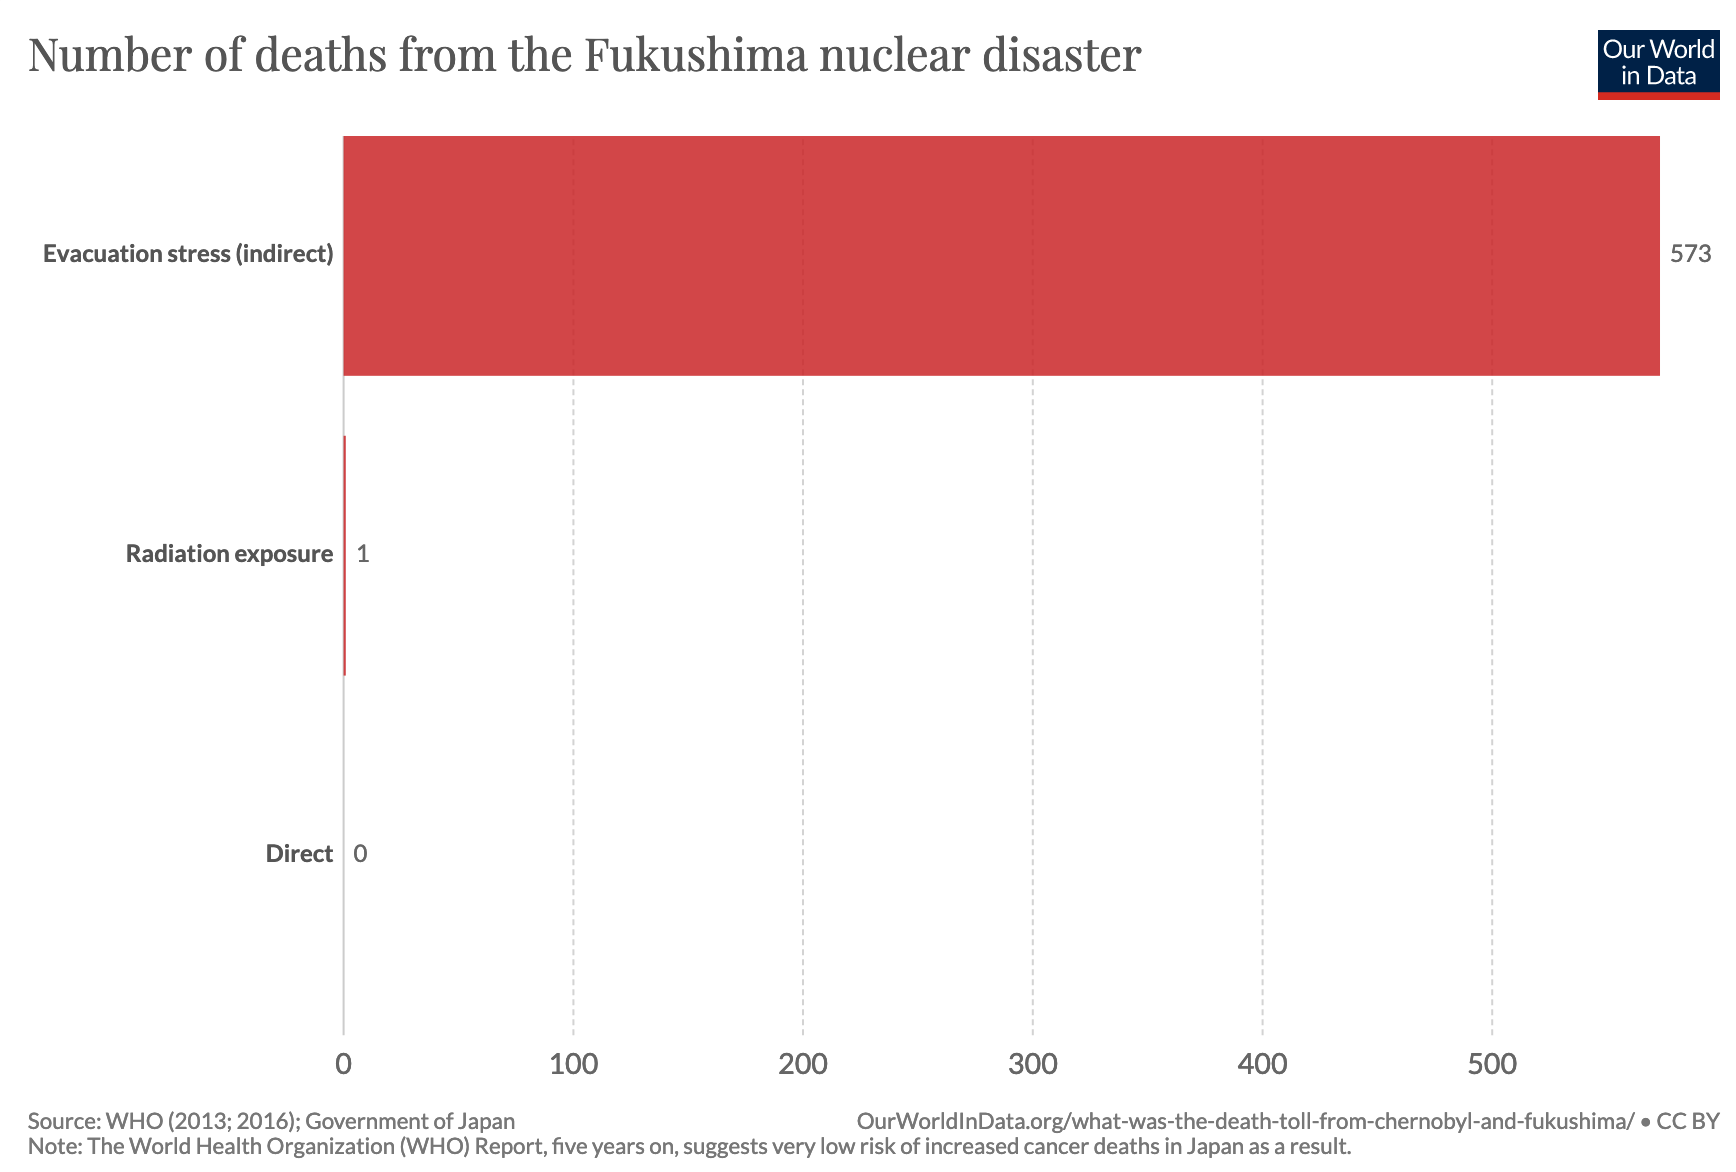 Number of deaths from the Fukushima nuclear disaster
Our World
in Data
Evacuation stress (indirect)
573
Radiation exposure
1
Direct
0
0
100
200
300
400
500
Source: WHO (2013; 2016); Government of Japan
OurWorldInData.org/what-was-the-death-toll-from-chernobyl-and-fukushima/ • CC BY
Note: The World Health Organization (WHO) Report, five years on, suggests very low risk of increased cancer deaths in Japan as a result.